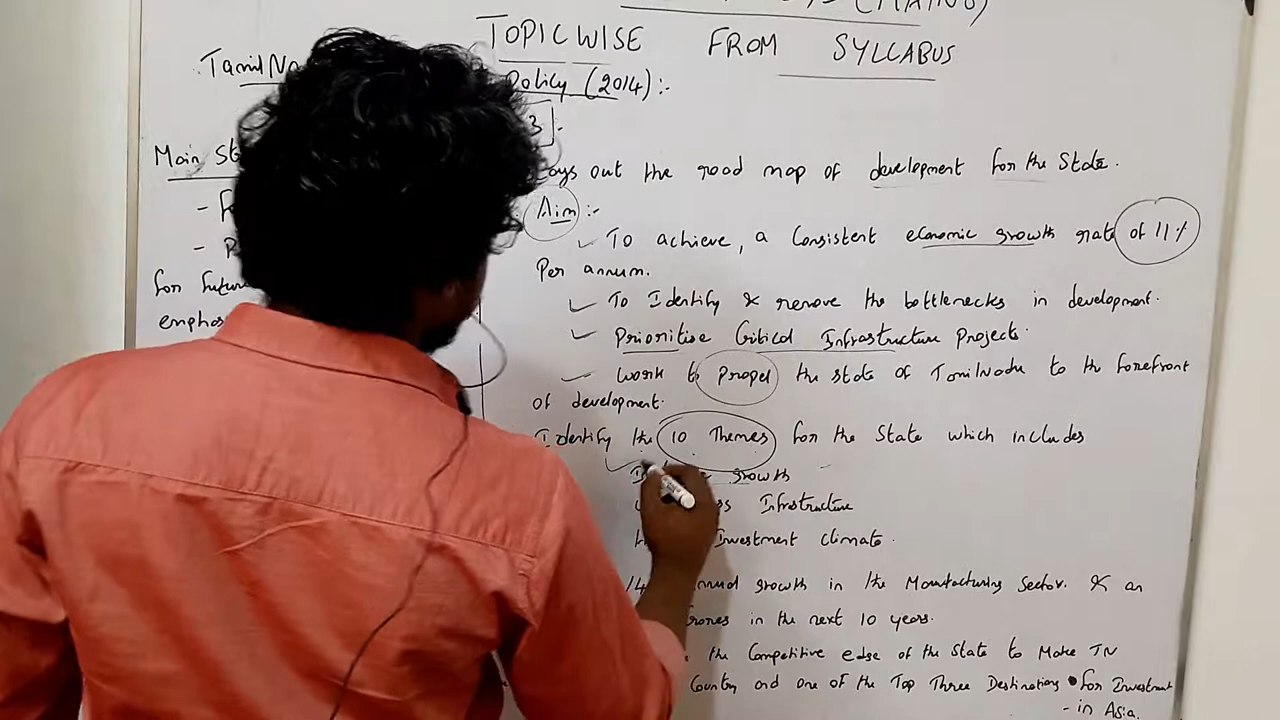 (MAINS)
TOPICWISE FROM SYLLABUS
Tamil Na
Policy (2014):-
3].
Main St
ays out the road map of development for the State.
Aim :-
To achieve, a consistent economic growth rate of 11%
Per annum.
for Futur
To Identify & remove the bottlenecks in development.
empha
Prioritise Critical Infrastructure Projects.
Work to Propel the state of Tamilnadu to the forefront
of development.
Identify the 10 Themes for the State which includes
growth
Infrastructure
Investment climate.
14 annual growth in the Manufacturing Sector. & an
in the next 10 years.
the Competitive edge of the State to Make TN
Country and one of the Top Three Destinations for Investment
- in Asia.